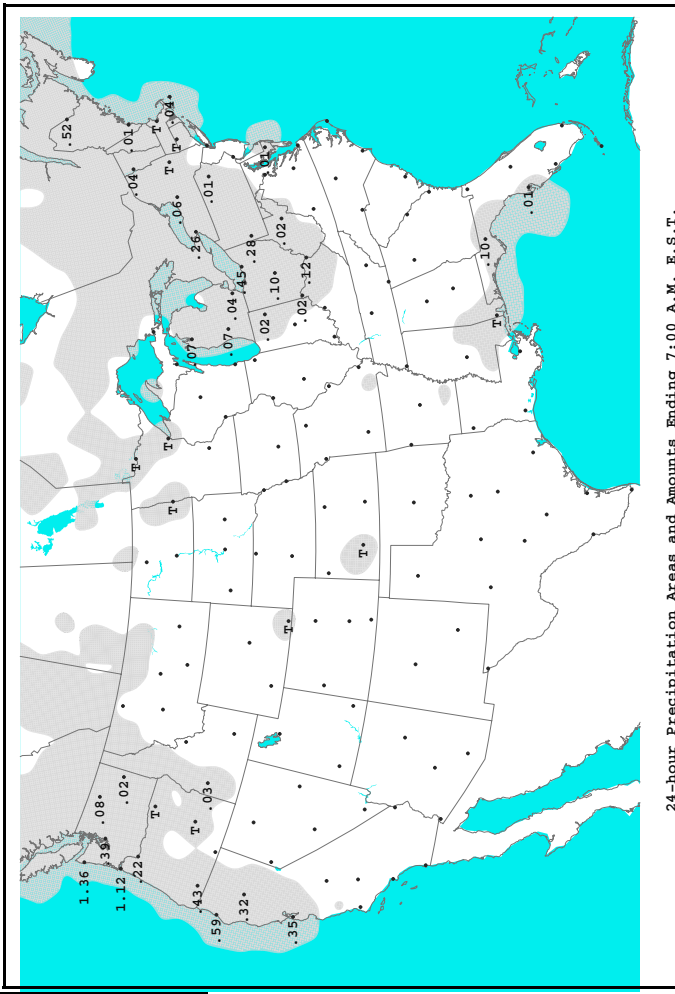 .52
1.36
.08
.39
1.12
.02
.01
.04
T
.22
T
T
T
T
.04
T
T
.06
.07
T
.26
.43
.03
.01
.59
.07
.04
.45
.32
.28
.02
.01
.10
.02
T
.35
.02
.12
T
.10
T
.01
24-hour Precipitation Areas and Amounts Ending 7:00 A.M. E.S.T.